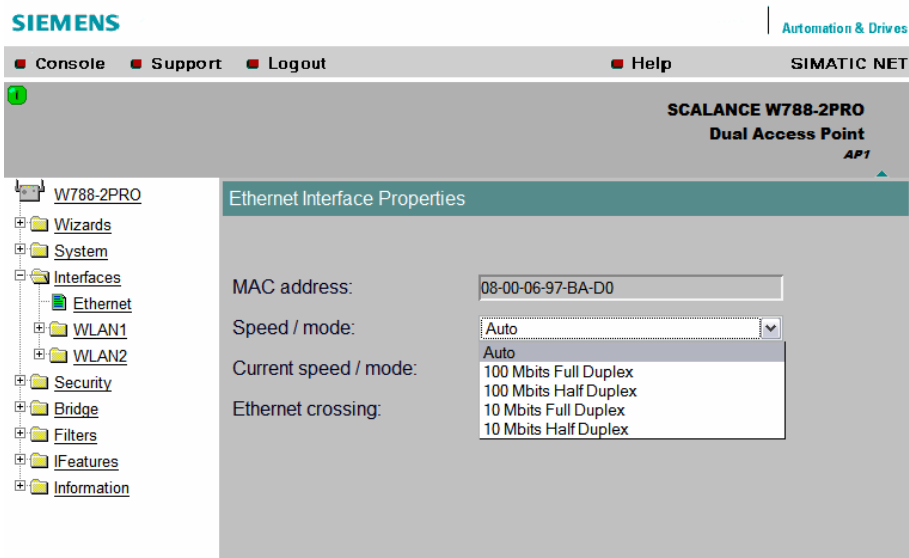 SIEMENS
Automation & Drives
Console Support Logout Help SIMATIC NET
SCALANCE W788-2PRO
Dual Access Point
AP1
W788-2PRO
Wizards
System
Interfaces
Ethernet
WLAN1
WLAN2
Security
Bridge
Filters
IFeatures
Information
Ethernet Interface Properties
MAC address: 08-00-06-97-BA-D0
Speed / mode: Auto
Auto
100 Mbits Full Duplex
100 Mbits Half Duplex
10 Mbits Full Duplex
10 Mbits Half Duplex
Current speed / mode:
Ethernet crossing: